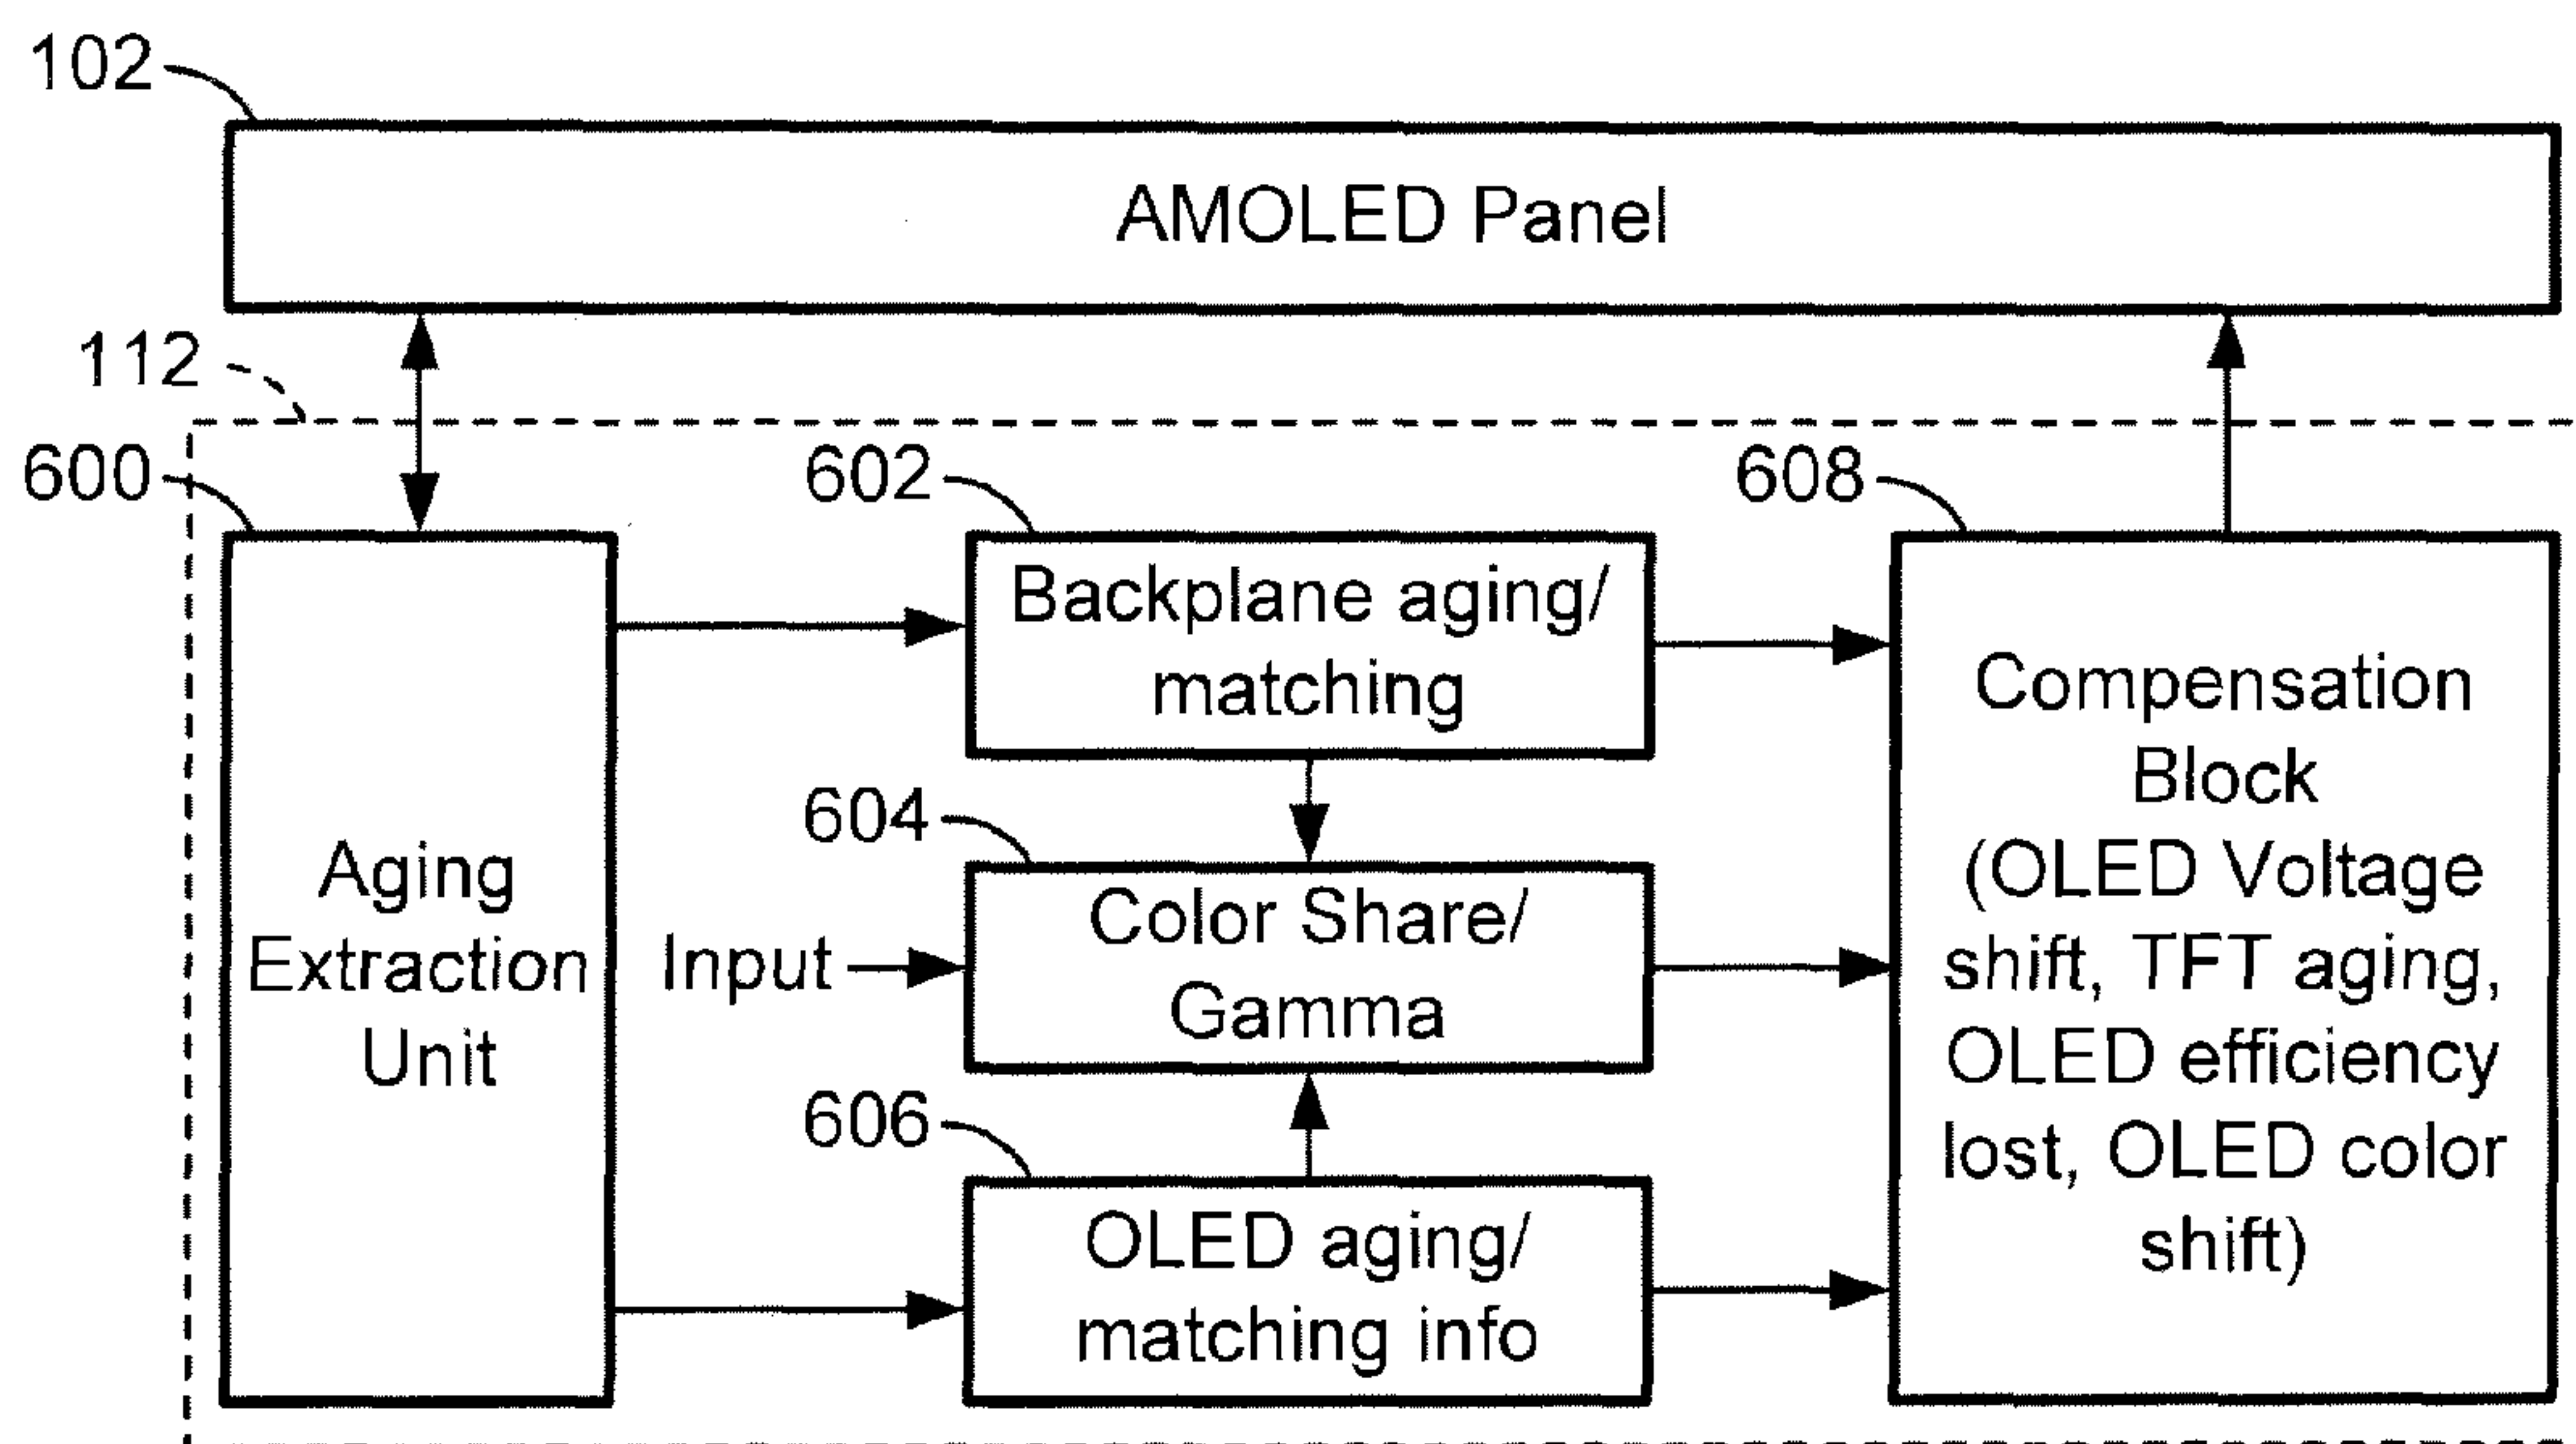 102
AMOLED Panel
112
600
602
608
Aging
Extraction
Unit
Backplane aging/
matching
604
Input
Color Share/
Gamma
606
OLED aging/
matching info
Compensation
Block
(OLED Voltage
shift, TFT aging,
OLED efficiency
lost, OLED color
shift)